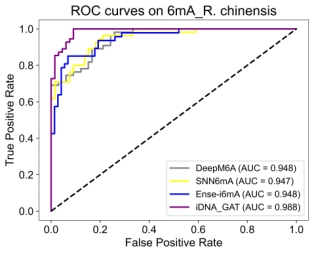 ROC curves on 6mA_R. chinensis
True Positive Rate
1.0
0.8
0.6
0.4
0.2
0.0
DeepM6A (AUC = 0.948)
SNN6mA (AUC = 0.947)
Ense-i6mA (AUC = 0.948)
iDNA_GAT (AUC = 0.988)
0.0 0.2 0.4 0.6 0.8 1.0
False Positive Rate